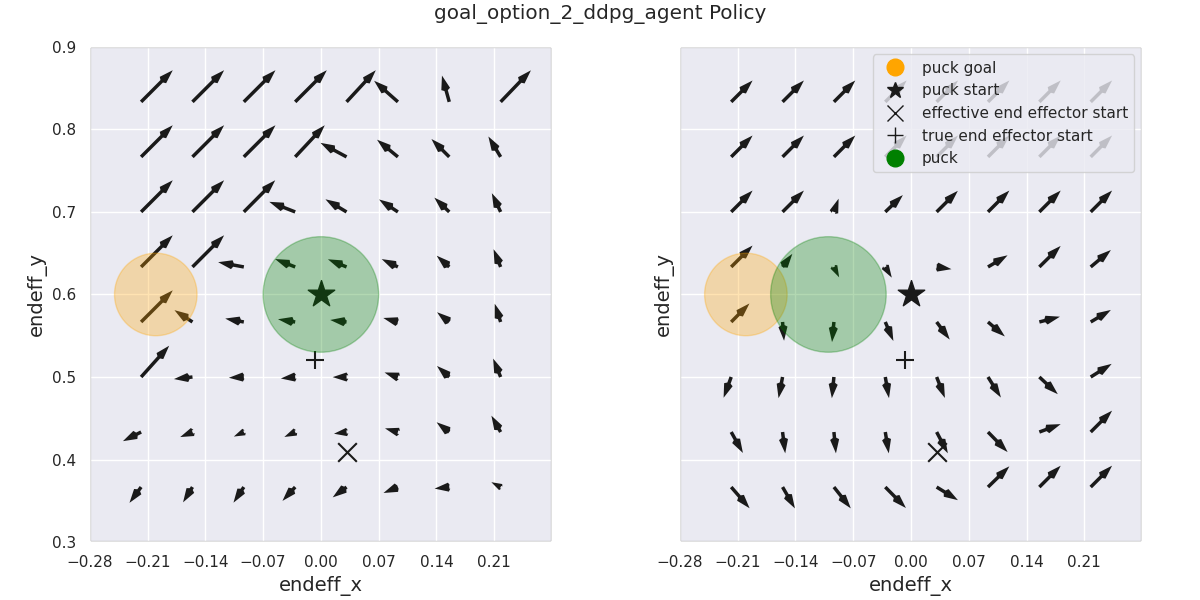 goal_option_2_ddpg_agent Policy
0.9
0.8
0.7
0.6
0.5
0.4
0.3
endeff_y
−0.28 −0.21 −0.14 −0.07 0.00 0.07 0.14 0.21
endeff_x
puck goal
puck start
effective end effector start
true end effector start
puck
endeff_y
−0.28 −0.21 −0.14 −0.07 0.00 0.07 0.14 0.21
endeff_x